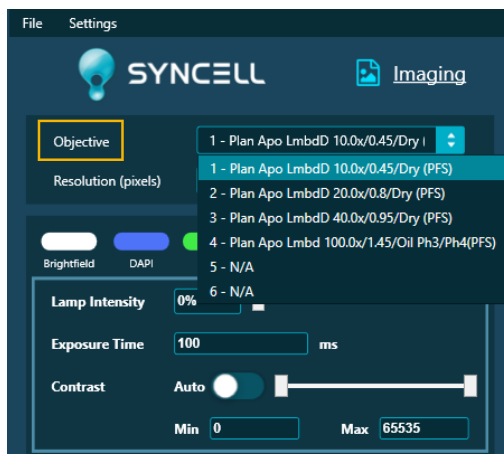 File Settings
SYNCELL
Imaging
Objective
1 - Plan Apo LmbdD 10.0x/0.45/Dry (
1 - Plan Apo LmbdD 10.0x/0.45/Dry (PFS)
Resolution (pixels)
2 - Plan Apo LmbdD 20.0x/0.8/Dry (PFS)
3 - Plan Apo LmbdD 40.0x/0.95/Dry (PFS)
4 - Plan Apo Lmbd 100.0x/1.45/Oil Ph3/Ph4(PFS)
5 - N/A
6 - N/A
Brightfield DAPI
Lamp Intensity 0%
Exposure Time 100 ms
Contrast Auto
Min 0 Max 65535